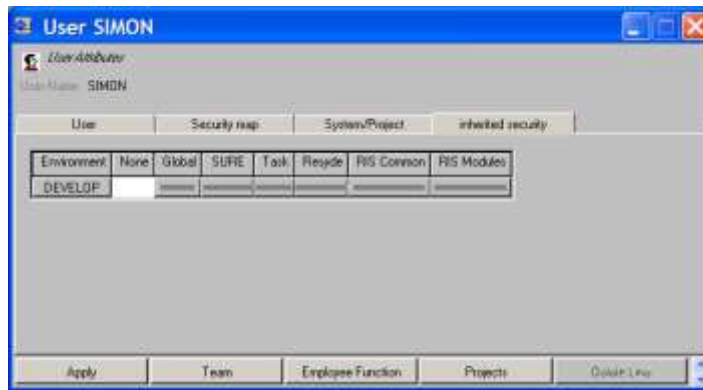 User SIMON
User Attributes
User Name SIMON
User Security map System/Project inherited security
Environment None Global SURE Task Resyde RIS Common RIS Modules
DEVELOP
Apply Team Employee Function Projects